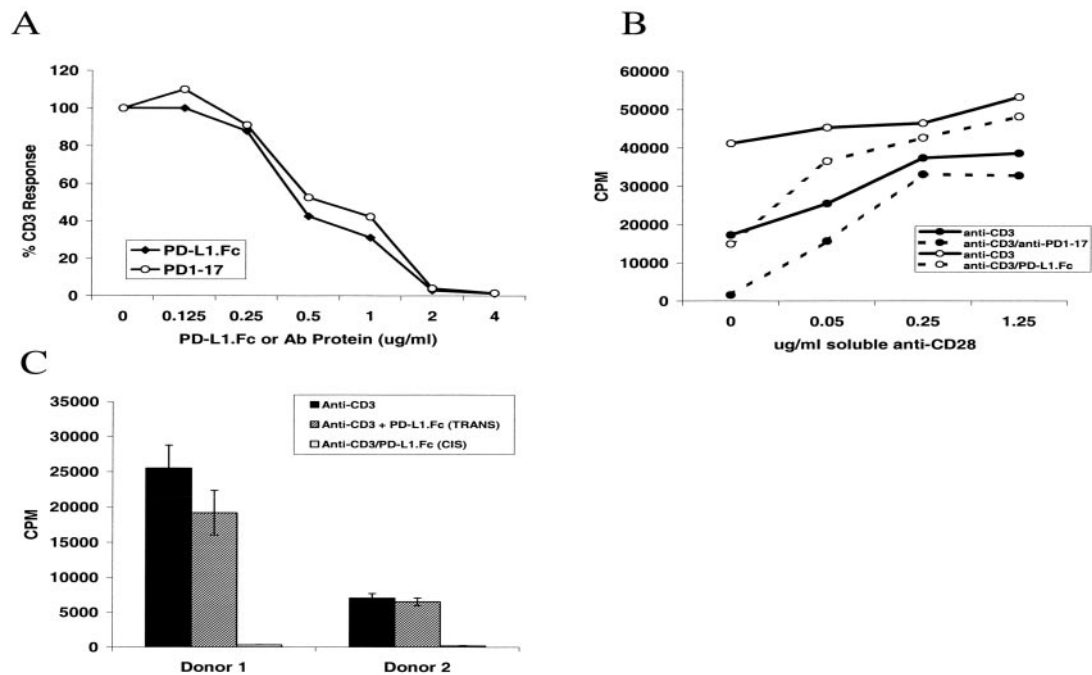 A
120
100
80
60
40
20
0
% CD3 Response
PD-L1.Fc
PD1-17
0 0.125 0.25 0.5 1 2 4
PD-L1.Fc or Ab Protein (ug/ml)
B
60000
50000
40000
30000
20000
10000
0
CPM
anti-CD3
anti-CD3/anti-PD1-17
anti-CD3
anti-CD3/PD-L1.Fc
0 0.05 0.25 1.25
ug/ml soluble anti-CD28
C
35000
30000
25000
20000
15000
10000
5000
0
CPM
Anti-CD3
Anti-CD3 + PD-L1.Fc (TRANS)
Anti-CD3/PD-L1.Fc (CIS)
Donor 1 Donor 2